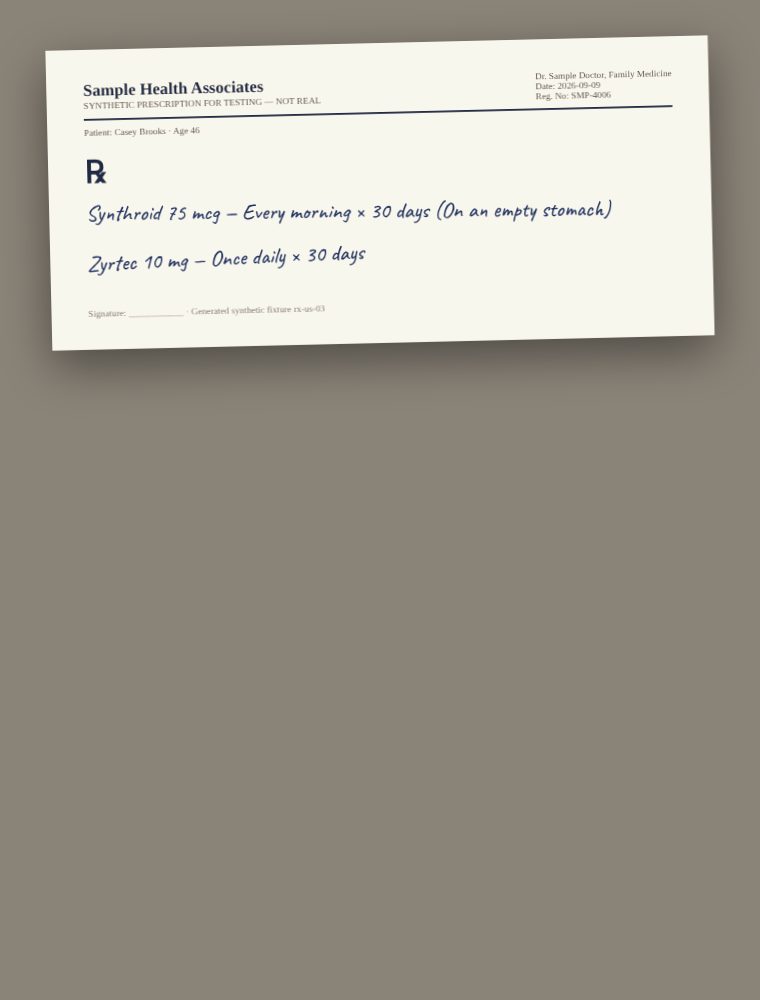 Sample Health Associates
SYNTHETIC PRESCRIPTION FOR TESTING — NOT REAL
Dr. Sample Doctor, Family Medicine
Date: 2026-09-09
Reg. No: SMP-4006
Patient: Casey Brooks · Age 46
℞
Synthroid 75 mcg — Every morning × 30 days (On an empty stomach)
Zyrtec 10 mg — Once daily × 30 days
Signature: ____________ · Generated synthetic fixture rx-us-03